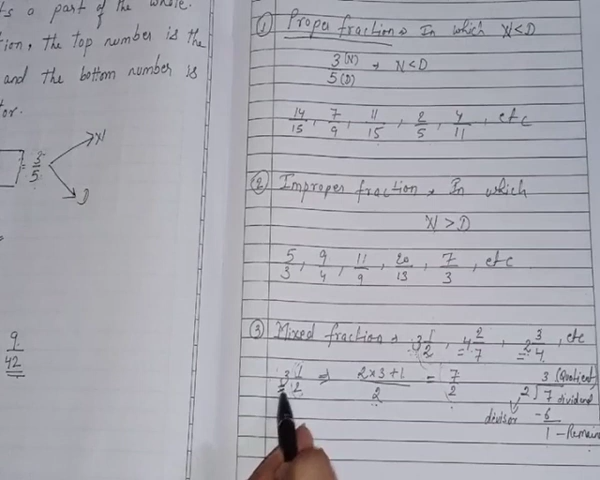 ts a part of the whole.
tion, the top number is the
and the bottom number is
tor.
= 3/5
N
D
9/42
① Proper fraction → In which N<D
3(N)/5(D) → N<D
14/15, 7/9, 11/15, 2/5, 4/11, etc
② Improper fraction → In which
N>D
5/3, 9/4, 11/9, 20/13, 7/3, etc
③ Mixed fraction → 3 1/2, 4 2/7, 2 3/4, etc
3 1/2 ⇒ 2×3+1/2 = 7/2
3 (Quotient)
2)7 dividend
divisor -6
1 - Remain